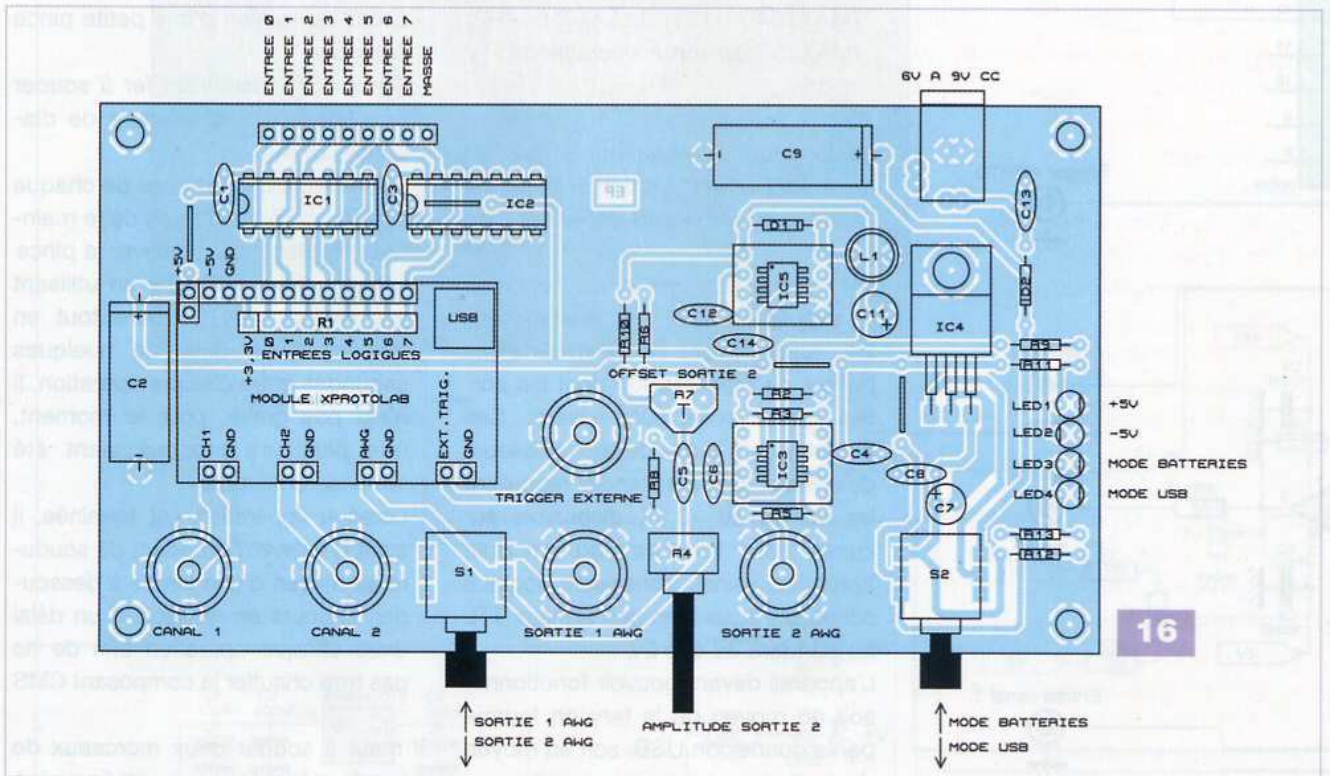 ENTREE 0
ENTREE 1
ENTREE 2
ENTREE 3
ENTREE 4
ENTREE 5
ENTREE 6
ENTREE 7
MASSE
6V A 9V CC
C1
IC1
C3
IC2
EP
- C9 +
C13
+5V
-5V
GND
D1
L1
IC5
D2
C12
C11
+
IC4
R10
R6
C14
R1
USB
+3.3V
0
1
2
3
4
5
6
7
ENTREES LOGIQUES
C2
+
MODULE XPROTOLAB
OFFSET SORTIE 2
R7
R2
R3
R9
R11
LED1 +5V
LED2 -5V
LED3 MODE BATTERIES
LED4 MODE USB
CH1
GND
CH2
GND
AWG
GND
EXT.TRIG.
GND
TRIGGER EXTERNE
R8
C5
C6
IC3
C4
C8
+
C7
R5
R13
R12
S1
R4
S2
CANAL 1
CANAL 2
SORTIE 1 AWG
SORTIE 2 AWG
16
SORTIE 1 AWG
SORTIE 2 AWG
AMPLITUDE SORTIE 2
MODE BATTERIES
MODE USB